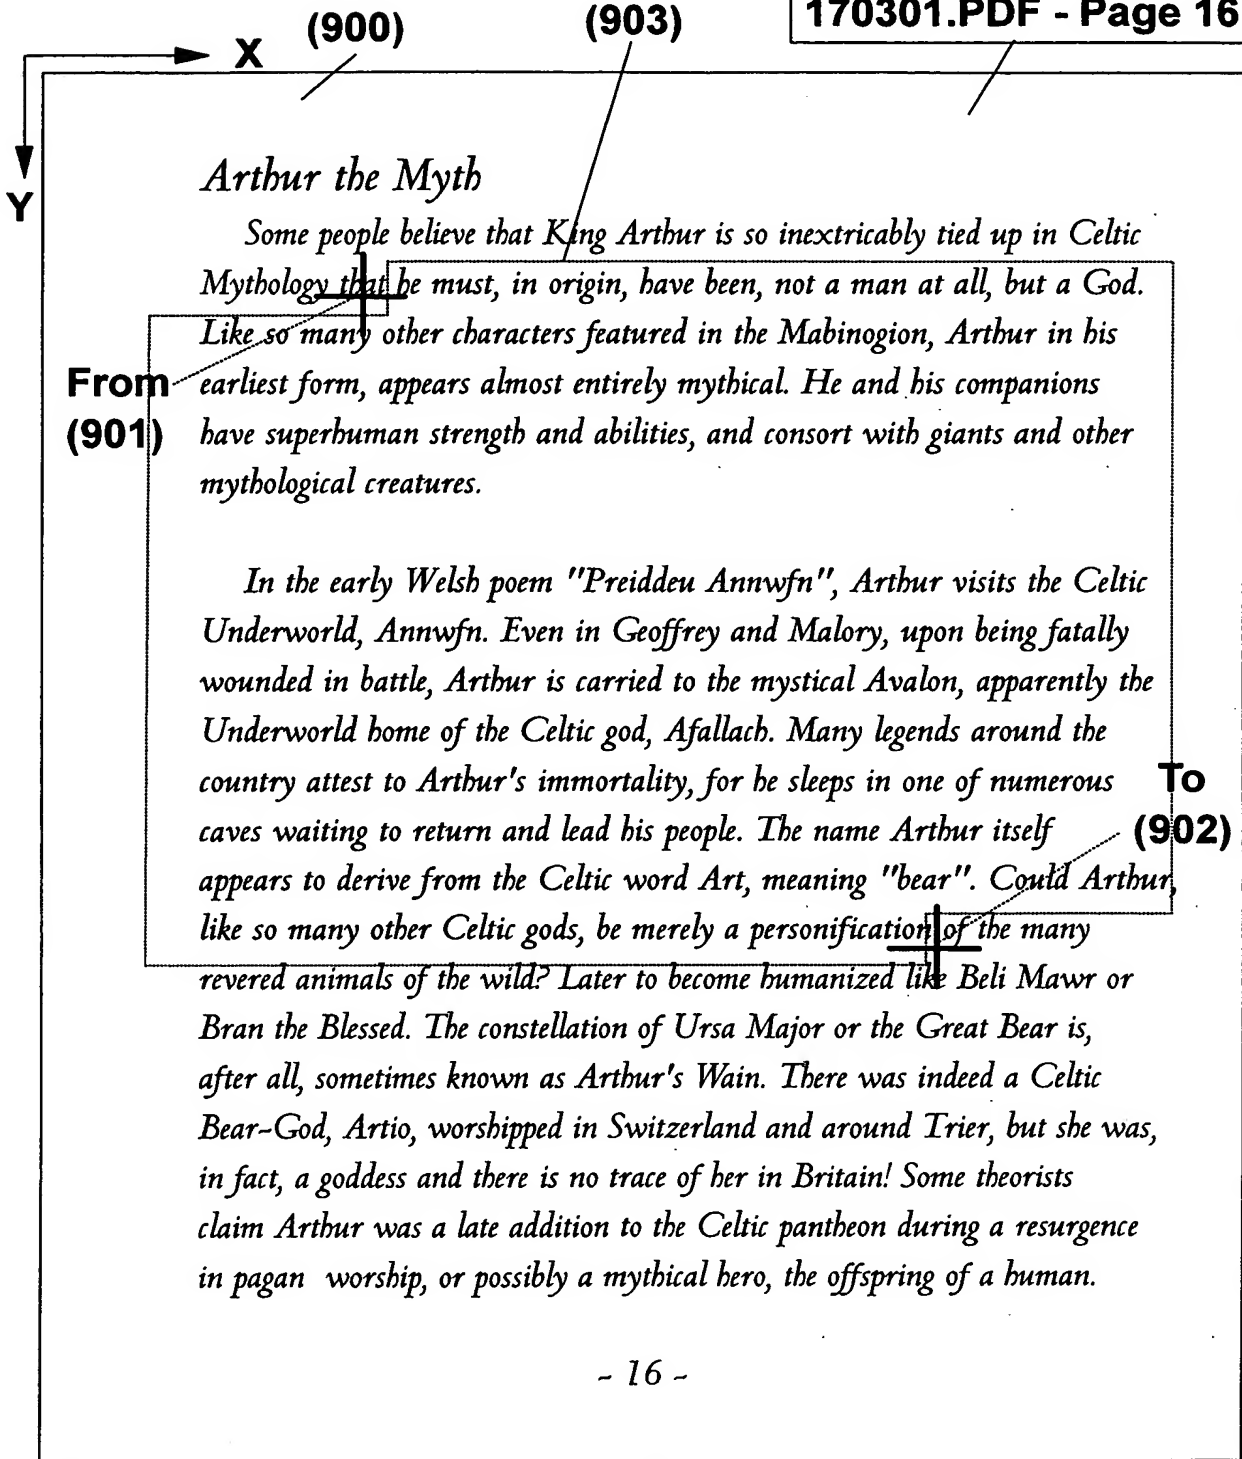 (900)
(903)
170301.PDF - Page 16
X
Y
Arthur the Myth
Some people believe that King Arthur is so inextricably tied up in Celtic
Mythology that he must, in origin, have been, not a man at all, but a God.
Like so many other characters featured in the Mabinogion, Arthur in his
From
earliest form, appears almost entirely mythical. He and his companions
(901)
have superhuman strength and abilities, and consort with giants and other
mythological creatures.
In the early Welsh poem "Preiddeu Annwfn", Arthur visits the Celtic
Underworld, Annwfn. Even in Geoffrey and Malory, upon being fatally
wounded in battle, Arthur is carried to the mystical Avalon, apparently the
Underworld home of the Celtic god, Afallach. Many legends around the
country attest to Arthur's immortality, for he sleeps in one of numerous
To
caves waiting to return and lead his people. The name Arthur itself
(902)
appears to derive from the Celtic word Art, meaning "bear". Could Arthur,
like so many other Celtic gods, be merely a personification of the many
revered animals of the wild? Later to become humanized like Beli Mawr or
Bran the Blessed. The constellation of Ursa Major or the Great Bear is,
after all, sometimes known as Arthur's Wain. There was indeed a Celtic
Bear-God, Artio, worshipped in Switzerland and around Trier, but she was,
in fact, a goddess and there is no trace of her in Britain! Some theorists
claim Arthur was a late addition to the Celtic pantheon during a resurgence
in pagan worship, or possibly a mythical hero, the offspring of a human.
~ 16 ~